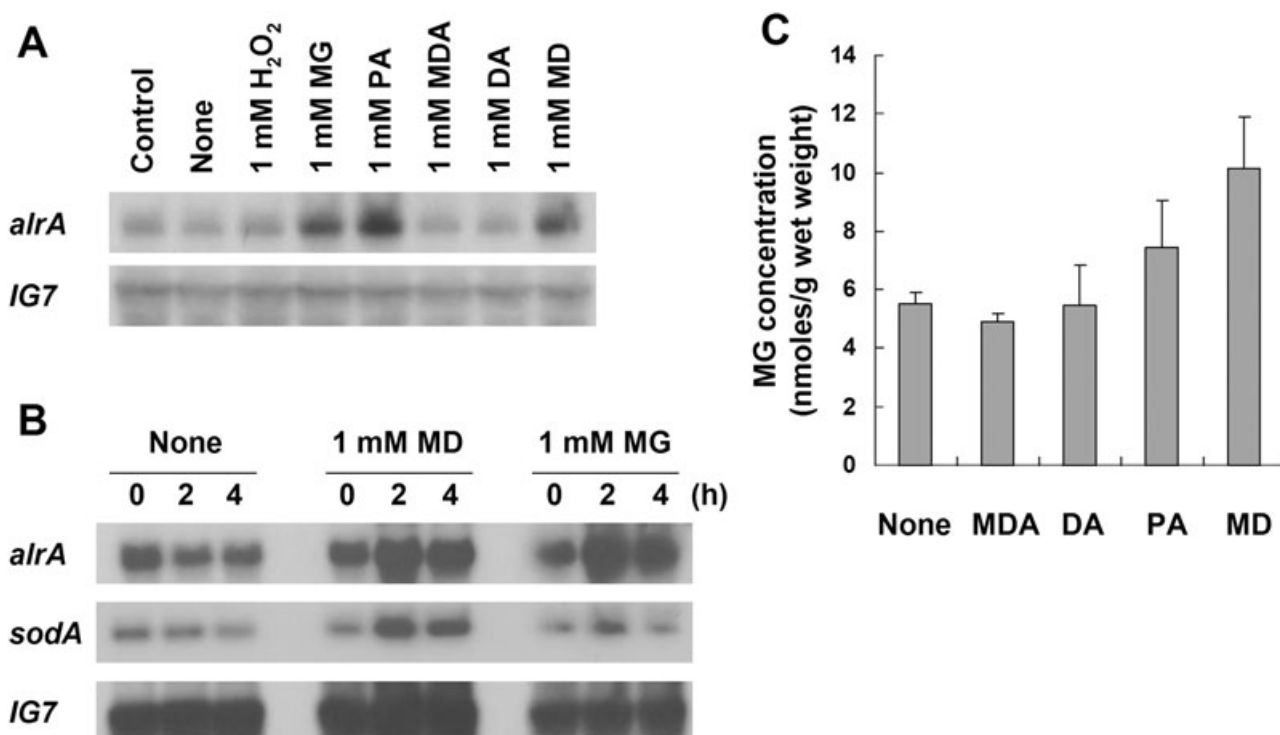 A
Control
None
1 mM H₂O₂
1 mM MG
1 mM PA
1 mM MDA
1 mM DA
1 mM MD
alrA
IG7
B
None 1 mM MD 1 mM MG
0 2 4 0 2 4 0 2 4 (h)
alrA
sodA
IG7
C
MG concentration
(nmoles/g wet weight)
14
12
10
8
6
4
2
0
None MDA DA PA MD